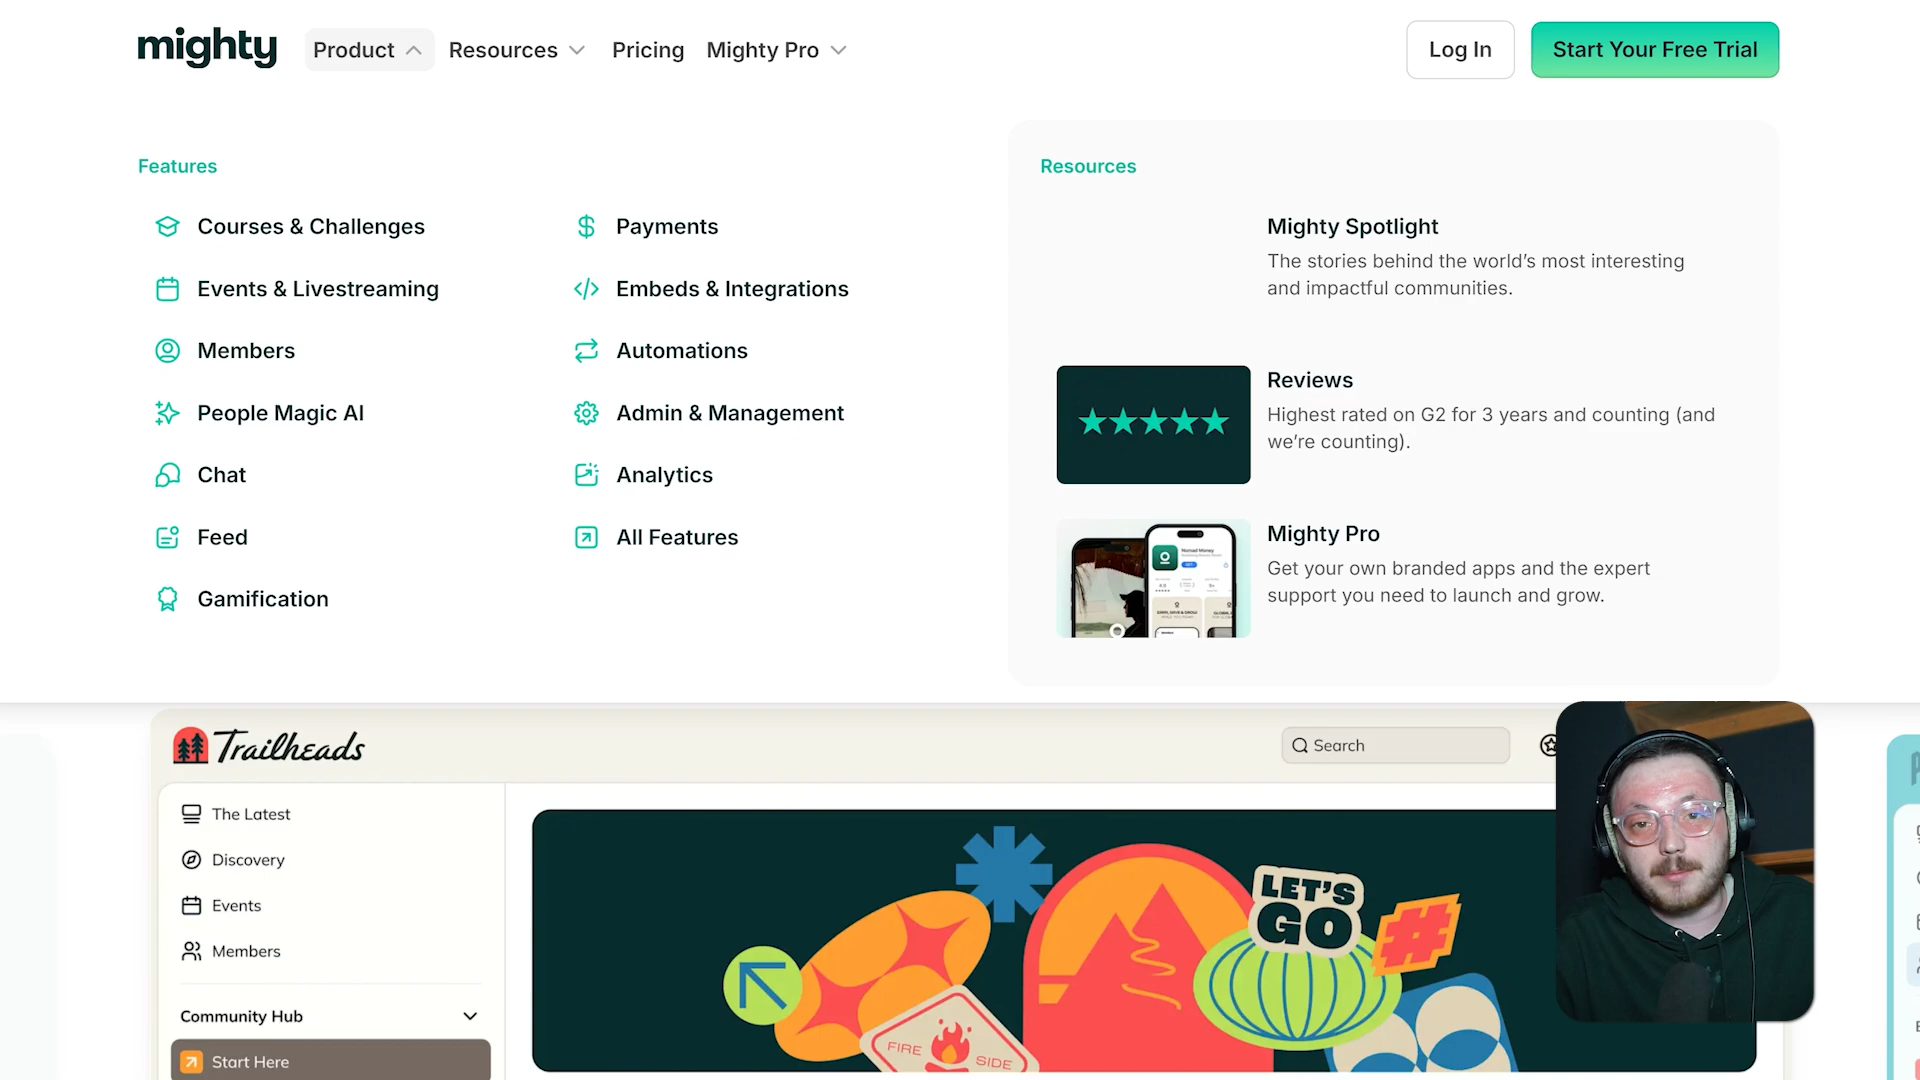 mighty
Product
Resources
Pricing
Mighty Pro
Log In
Start Your Free Trial
Features
Courses & Challenges
Events & Livestreaming
Members
People Magic AI
Chat
Feed
Gamification
Payments
Embeds & Integrations
Automations
Admin & Management
Analytics
All Features
Resources
Mighty Spotlight
The stories behind the world’s most interesting
and impactful communities.
Reviews
Highest rated on G2 for 3 years and counting (and
we’re counting).
Nomad Money
Mighty Pro
Get your own branded apps and the expert
support you need to launch and grow.
Trailheads
Search
The Latest
Discovery
Events
Members
Community Hub
Start Here
LET'S
GO
#
FIRE
SIDE